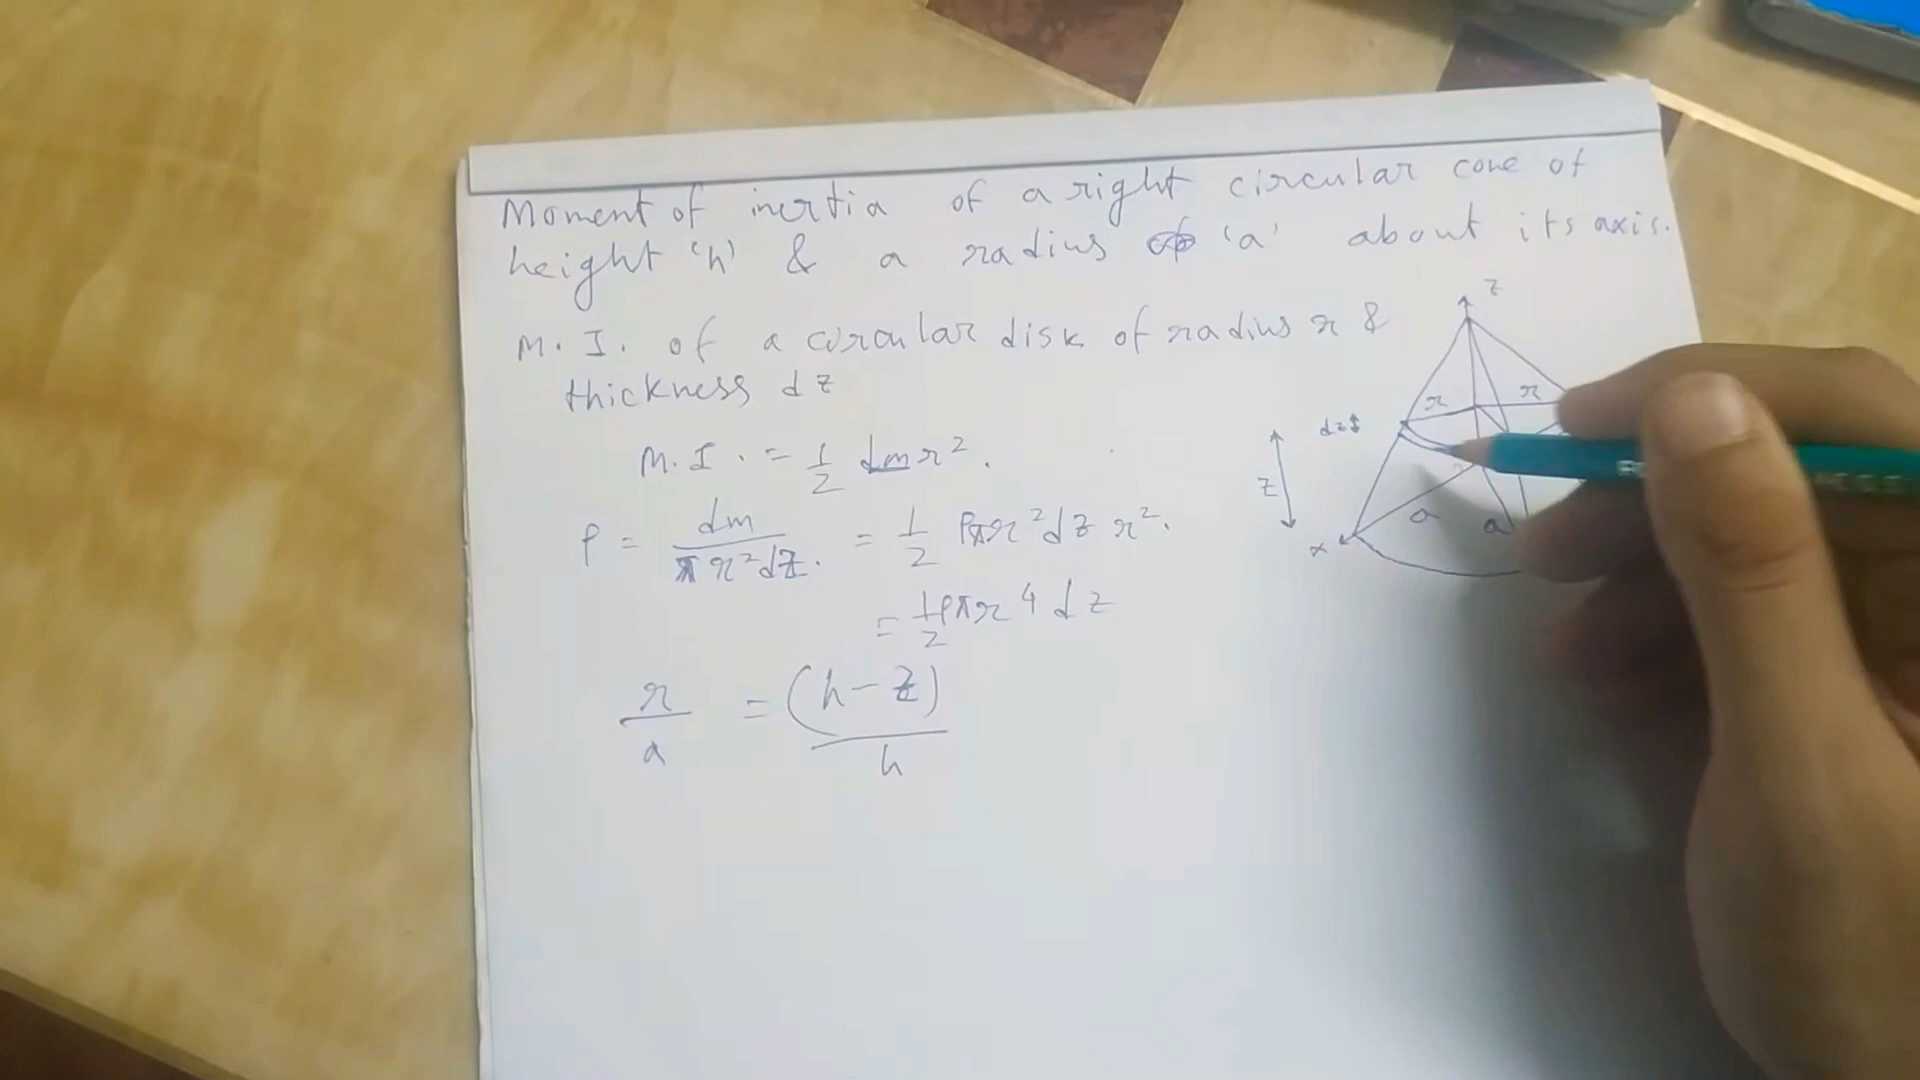 Moment of inertia of a right circular cone of
height 'h' & a radius 'a' about its axis.
M. I. of a circular disk of radius r &
thickness dz
M. I. = 1/2 dm r².
ρ = dm / πr²dz. = 1/2 ρπr²dz r².
= 1/2 ρπr⁴ dz
r/a = (h-z)/h
z
r r
dz
z
a a
x